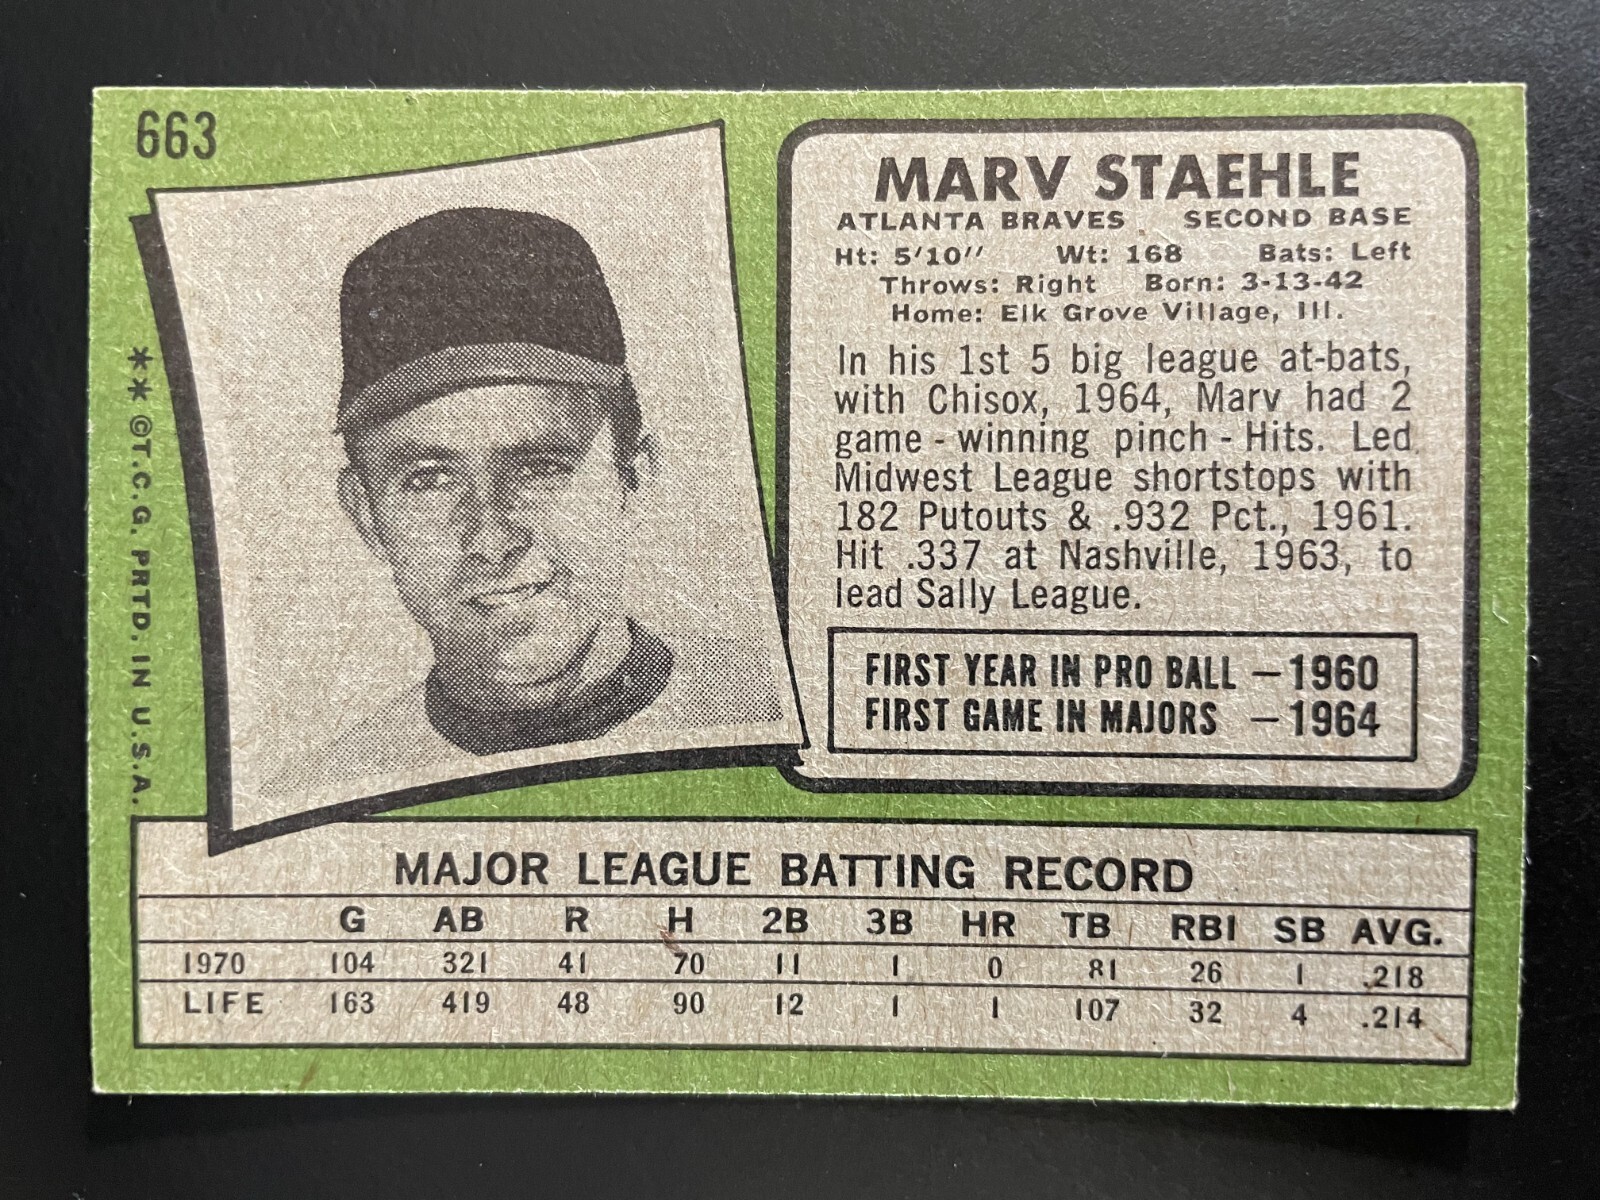 663
MARV STAEHLE
ATLANTA BRAVES SECOND BASE
Ht: 5'10" Wt: 168 Bats: Left
Throws: Right Born: 3-13-42
Home: Elk Grove Village, Ill.
In his 1st 5 big league at-bats,
with Chisox, 1964, Marv had 2
game - winning pinch - Hits. Led
Midwest League shortstops with
182 Putouts & .932 Pct., 1961.
Hit .337 at Nashville, 1963, to
lead Sally League.
FIRST YEAR IN PRO BALL — 1960
FIRST GAME IN MAJORS — 1964
** ©T.C.G. PRTD. IN U.S.A.
MAJOR LEAGUE BATTING RECORD
G AB R H 2B 3B HR TB RBI SB AVG.
1970 104 321 41 70 11 1 0 81 26 1 .218
LIFE 163 419 48 90 12 1 1 107 32 4 .214